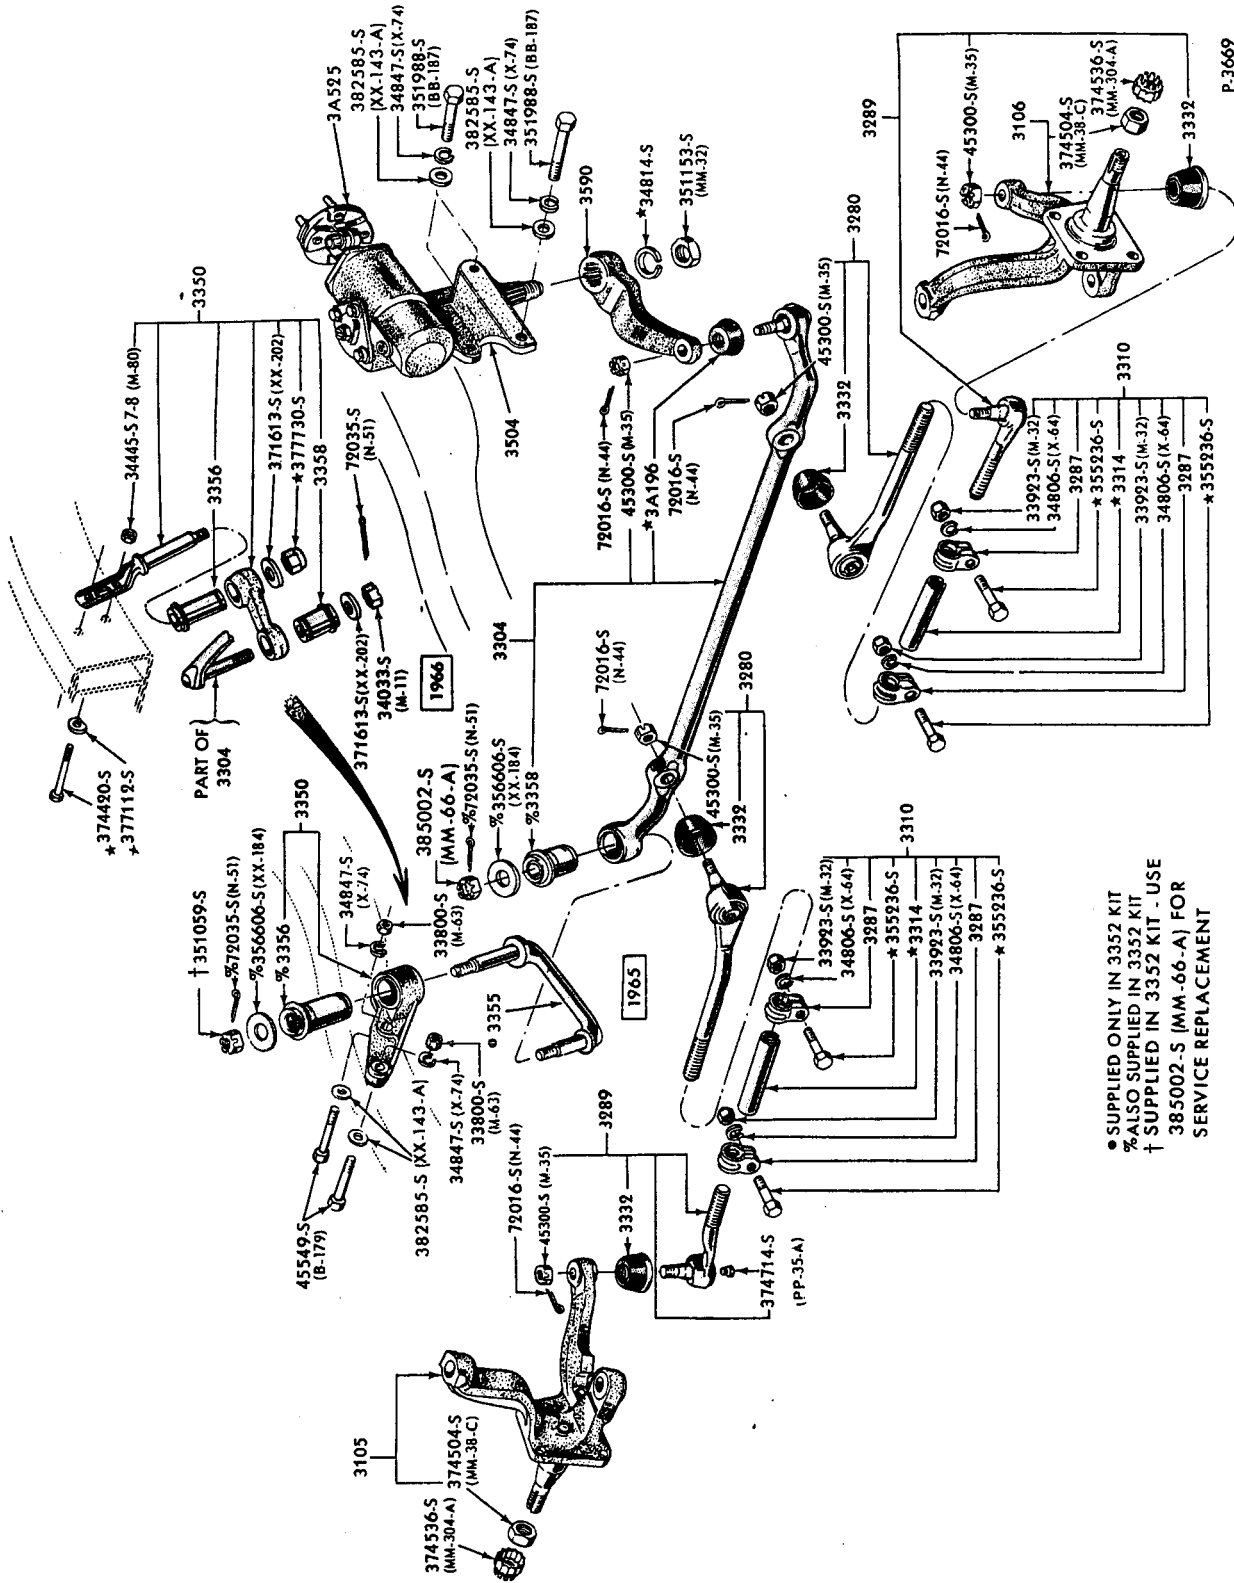 3A525
382585-S
(XX-143-A)
34847-S (X-74)
351988-S
(BB-187)
382585-S
(XX-143-A)
34847-S (X-74)
351988-S (BB-187)
3590
★34814-S
351153-S
(MM-32)
3280
45300-S (M-35)
3332
3289
45300-S (M-35)
72016-S (N-44)
3106
374504-S
(MM-38-C)
374536-S
(MM-304-A)
3332
P-3669
3350
34445-S 7-8 (M-80)
3356
371613-S (XX-202)
★377730-S
3358
72035-S
(N-51)
3504
72016-S (N-44)
45300-S (M-35)
★3A196
72016-S
(N-44)
3310
33923-S (M-32)
34806-S (X-64)
3287
★355236-S
★3314
33923-S (M-32)
34806-S (X-64)
3287
★355236-S
★374420-S
★377112-S
PART OF
3304
371613-S (XX-202)
34033-S
(M-11)
1966
3304
72016-S
(N-44)
3280
45300-S (M-35)
3332
385002-S
(MM-66-A)
%72035-S (N-51)
%356606-S
(XX-184)
%3358
†351059-S
%72035-S (N-51)
%356606-S (XX-184)
%3356
3350
34847-S
(X-74)
33800-S
(M-63)
●3355
1965
45549-S
(B-179)
382585-S (XX-143-A)
34847-S (X-74)
33800-S
(M-63)
3289
72016-S (N-44)
45300-S (M-35)
3332
374714-S
(PP-35-A)
3310
33923-S (M-32)
34806-S (X-64)
3287
★355236-S
★3314
33923-S (M-32)
34806-S (X-64)
3287
★355236-S
3105
374504-S
(MM-38-C)
374536-S
(MM-304-A)
● SUPPLIED ONLY IN 3352 KIT
% ALSO SUPPLIED IN 3352 KIT
† SUPPLIED IN 3352 KIT - USE
385002-S (MM-66-A) FOR
SERVICE REPLACEMENT